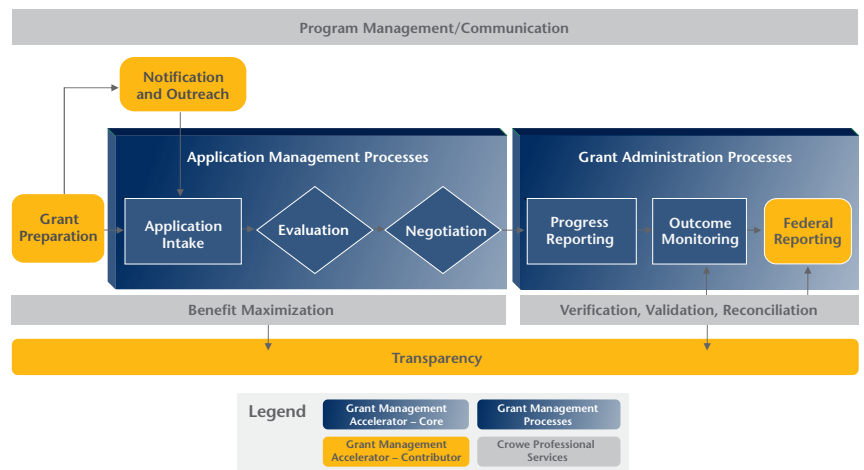 Program Management/Communication
Notification
and Outreach
Application Management Processes
Grant Administration Processes
Grant
Preparation
Application
Intake
Evaluation
Negotiation
Progress
Reporting
Outcome
Monitoring
Federal
Reporting
Benefit Maximization
Verification, Validation, Reconciliation
Transparency
Legend
Grant Management
Accelerator – Core
Grant Management
Processes
Grant Management
Accelerator – Contributor
Crowe Professional
Services